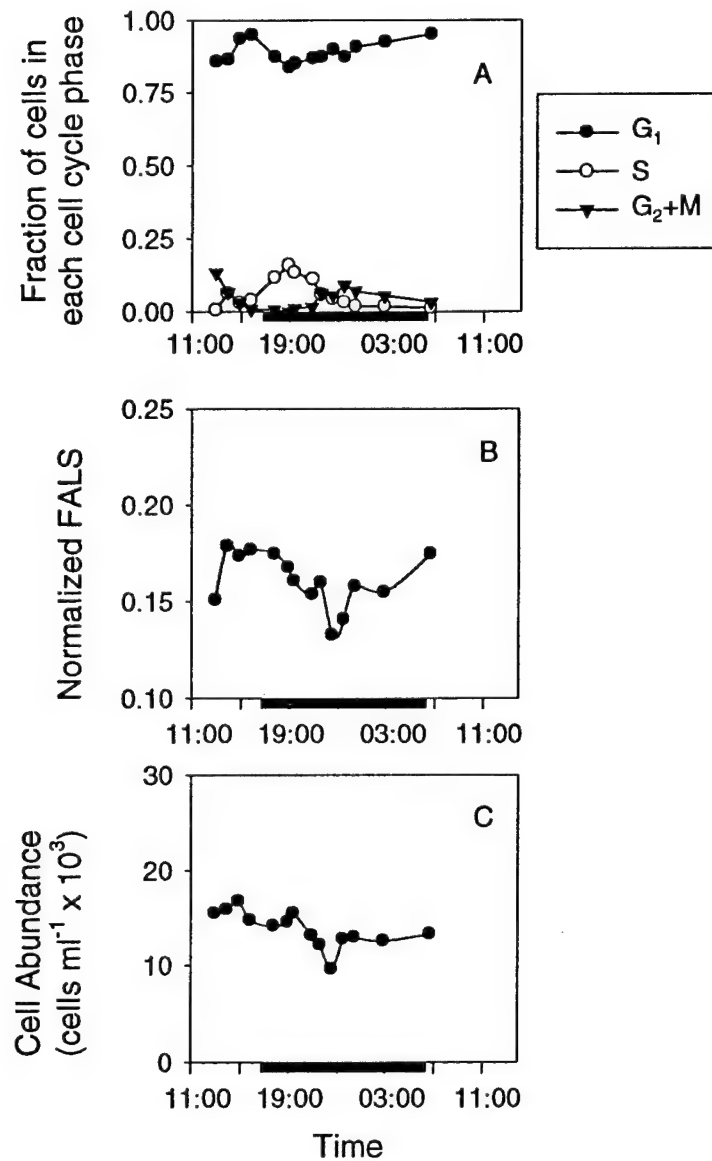 Fraction of cells in
each cell cycle phase
1.00
0.75
0.50
0.25
0.00
A
G₁
S
G₂+M
11:00 19:00 03:00 11:00
Normalized FALS
0.25
0.20
0.15
0.10
B
11:00 19:00 03:00 11:00
Cell Abundance
(cells ml⁻¹ x 10³)
30
20
10
0
C
11:00 19:00 03:00 11:00
Time